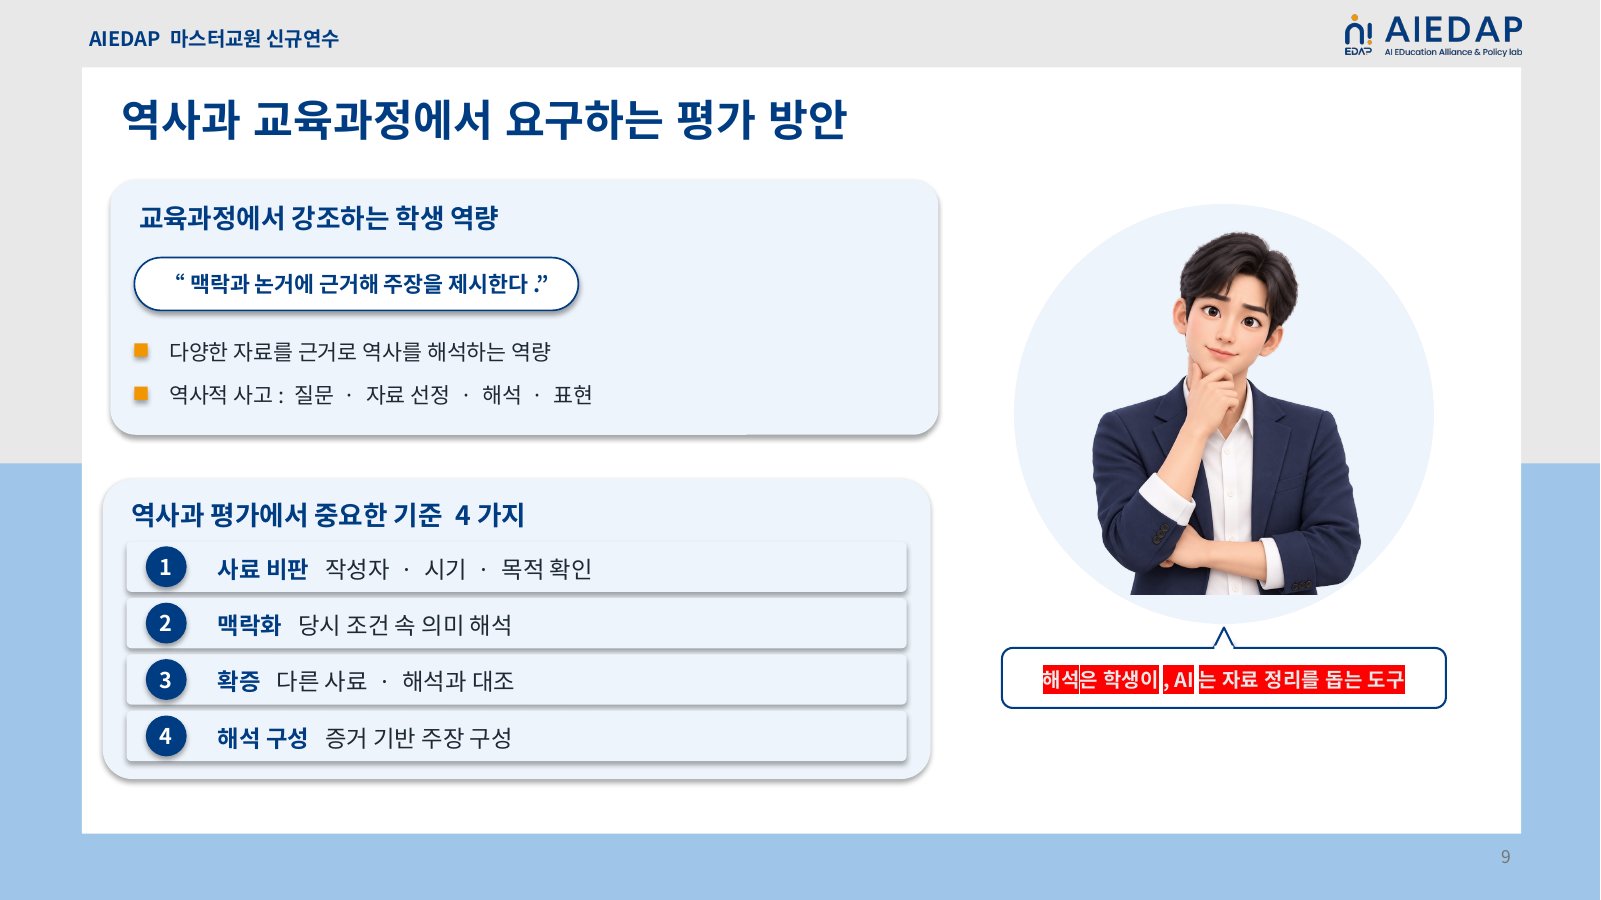 AIEDAP 마스터교원 신규연수
EDAP
AIEDAP
AI EDucation Alliance & Policy lab
역사과 교육과정에서 요구하는 평가 방안
교육과정에서 강조하는 학생 역량
“ 맥락과 논거에 근거해 주장을 제시한다 .”
다양한 자료를 근거로 역사를 해석하는 역량
역사적 사고 : 질문 · 자료 선정 · 해석 · 표현
역사과 평가에서 중요한 기준 4 가지
1 사료 비판 작성자 · 시기 · 목적 확인
2 맥락화 당시 조건 속 의미 해석
3 확증 다른 사료 · 해석과 대조
4 해석 구성 증거 기반 주장 구성
해석은 학생이 , AI 는 자료 정리를 돕는 도구
9